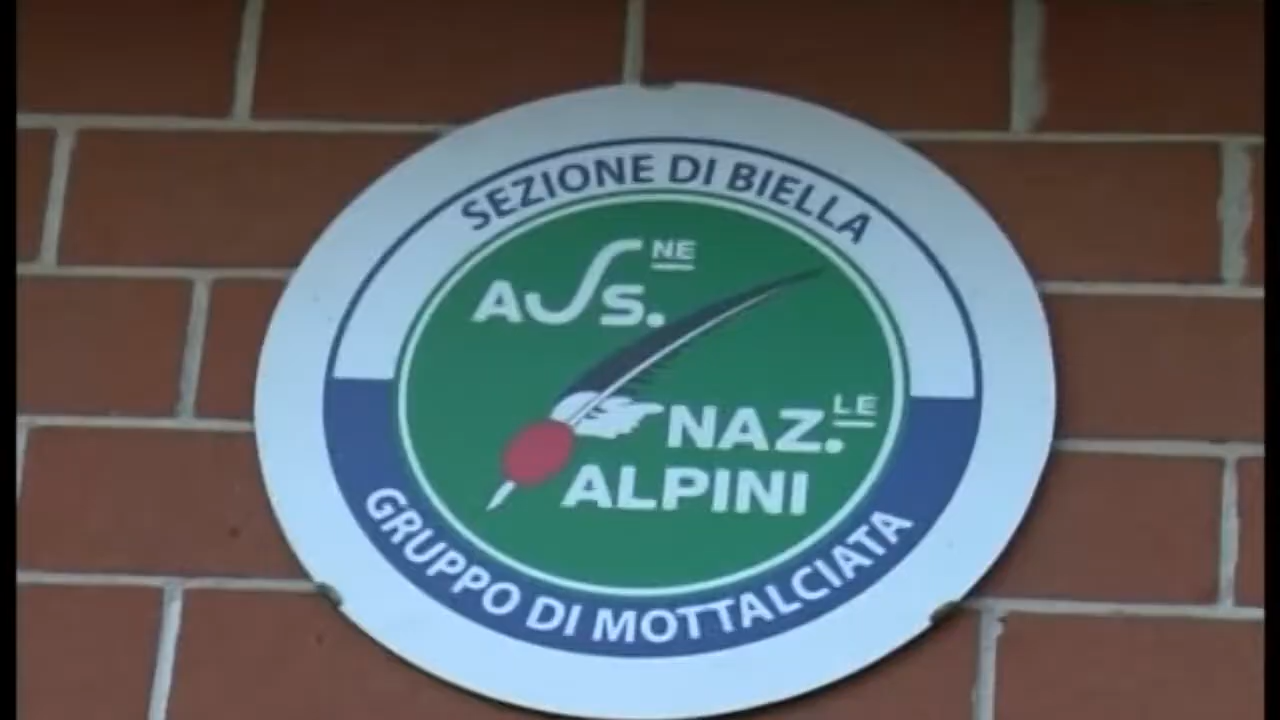 SEZIONE DI BIELLA
ASS.NE
NAZ.LE
ALPINI
GRUPPO DI MOTTALCIATA